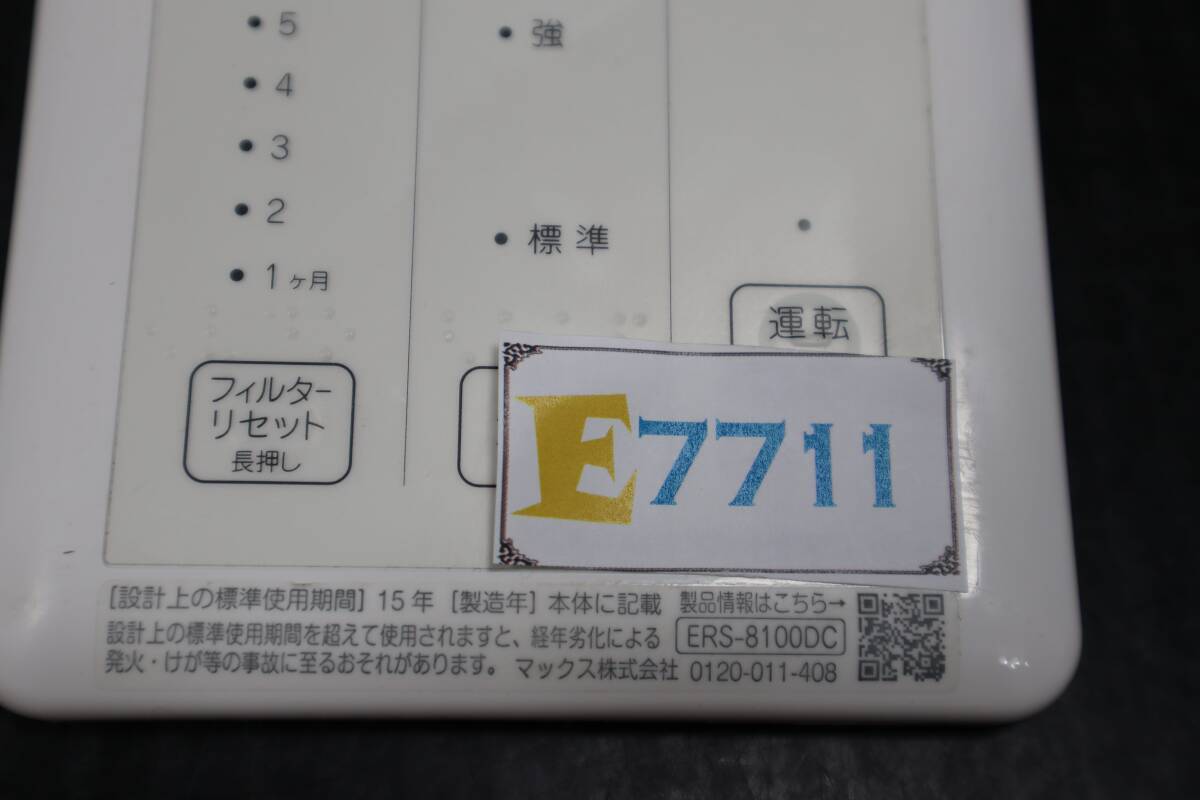 5
4
3
2
1ヶ月
強
標準
運転
フィルター
リセット
長押し
E7711
[設計上の標準使用期間] 15年 [製造年] 本体に記載 製品情報はこちら→
設計上の標準使用期間を超えて使用されますと、経年劣化による ERS-8100DC
発火・けが等の事故に至るおそれがあります。 マックス株式会社 0120-011-408